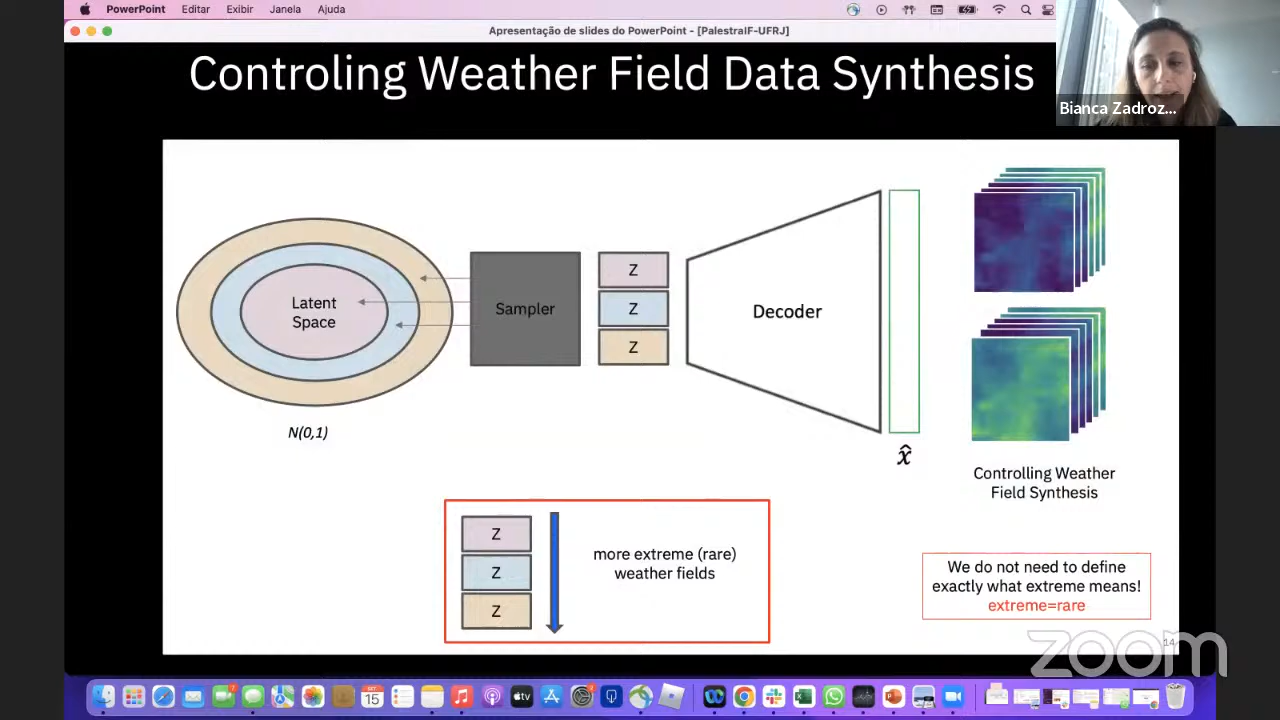 PowerPoint Editar Exibir Janela Ajuda
Apresentação de slides do PowerPoint - [PalestraIF-UFRJ]
Controling Weather Field Data Synthesis
Bianca Zadroz...
Latent
Space
Sampler
Z
Z
Z
Decoder
N(0,1)
x̂
Controlling Weather
Field Synthesis
Z
Z
Z
more extreme (rare)
weather fields
We do not need to define
exactly what extreme means!
extreme=rare
14
zoom
15
tv